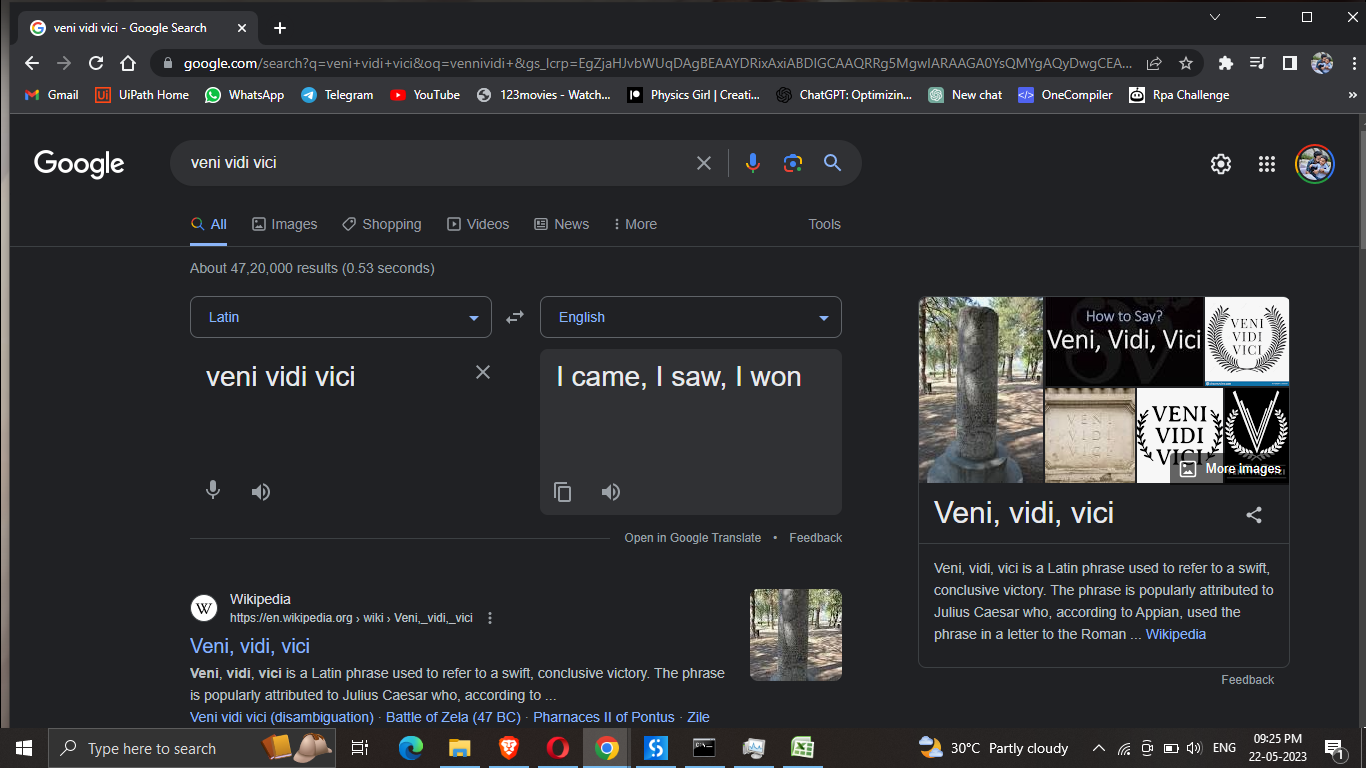 veni vidi vici - Google Search
google.com/search?q=veni+vidi+vici&oq=vennividi+&gs_lcrp=EgZjaHJvbWUqDAgBEAAYDRixAxiABDIGCAAQRRg5MgwIARAAGA0YsQMYgAQyDwgCEA...
Gmail UiPath Home WhatsApp Telegram YouTube 123movies - Watch... Physics Girl | Creati... ChatGPT: Optimizin... New chat OneCompiler Rpa Challenge »
Google
veni vidi vici
All Images Shopping Videos News More Tools
About 47,20,000 results (0.53 seconds)
Latin English
veni vidi vici
I came, I saw, I won
Open in Google Translate • Feedback
Wikipedia
https://en.wikipedia.org › wiki › Veni,_vidi,_vici
Veni, vidi, vici
Veni, vidi, vici is a Latin phrase used to refer to a swift, conclusive victory. The phrase
is popularly attributed to Julius Caesar who, according to ...
Veni vidi vici (disambiguation) · Battle of Zela (47 BC) · Pharnaces II of Pontus · Zile
How to Say?
Veni, Vidi, Vici
VENI
VIDI
VICI
VENI
VIDI
VICI
VENI
VIDI
VICI
More images
Veni, vidi, vici
Veni, vidi, vici is a Latin phrase used to refer to a swift,
conclusive victory. The phrase is popularly attributed to
Julius Caesar who, according to Appian, used the
phrase in a letter to the Roman ... Wikipedia
Feedback
Type here to search
30°C Partly cloudy
ENG
09:25 PM
22-05-2023
1